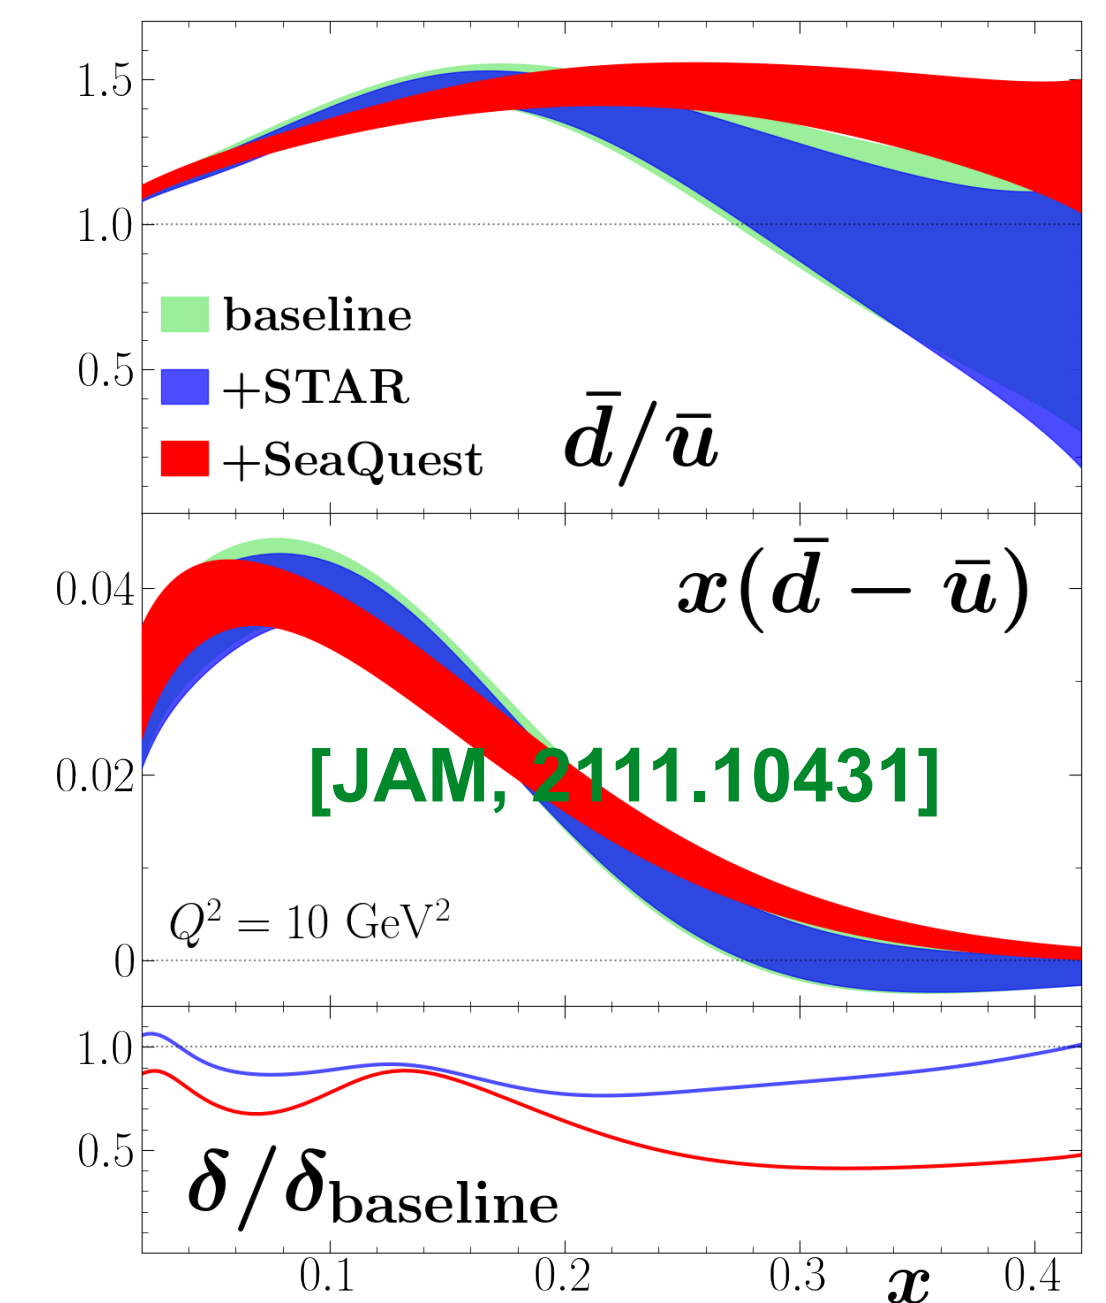 1.5
1.0
0.5
baseline
+STAR
+SeaQuest
d̄/ū
0.04
0.02
0
x(d̄ − ū)
[JAM, 2111.10431]
Q² = 10 GeV²
1.0
0.5
δ/δbaseline
0.1 0.2 0.3 x 0.4